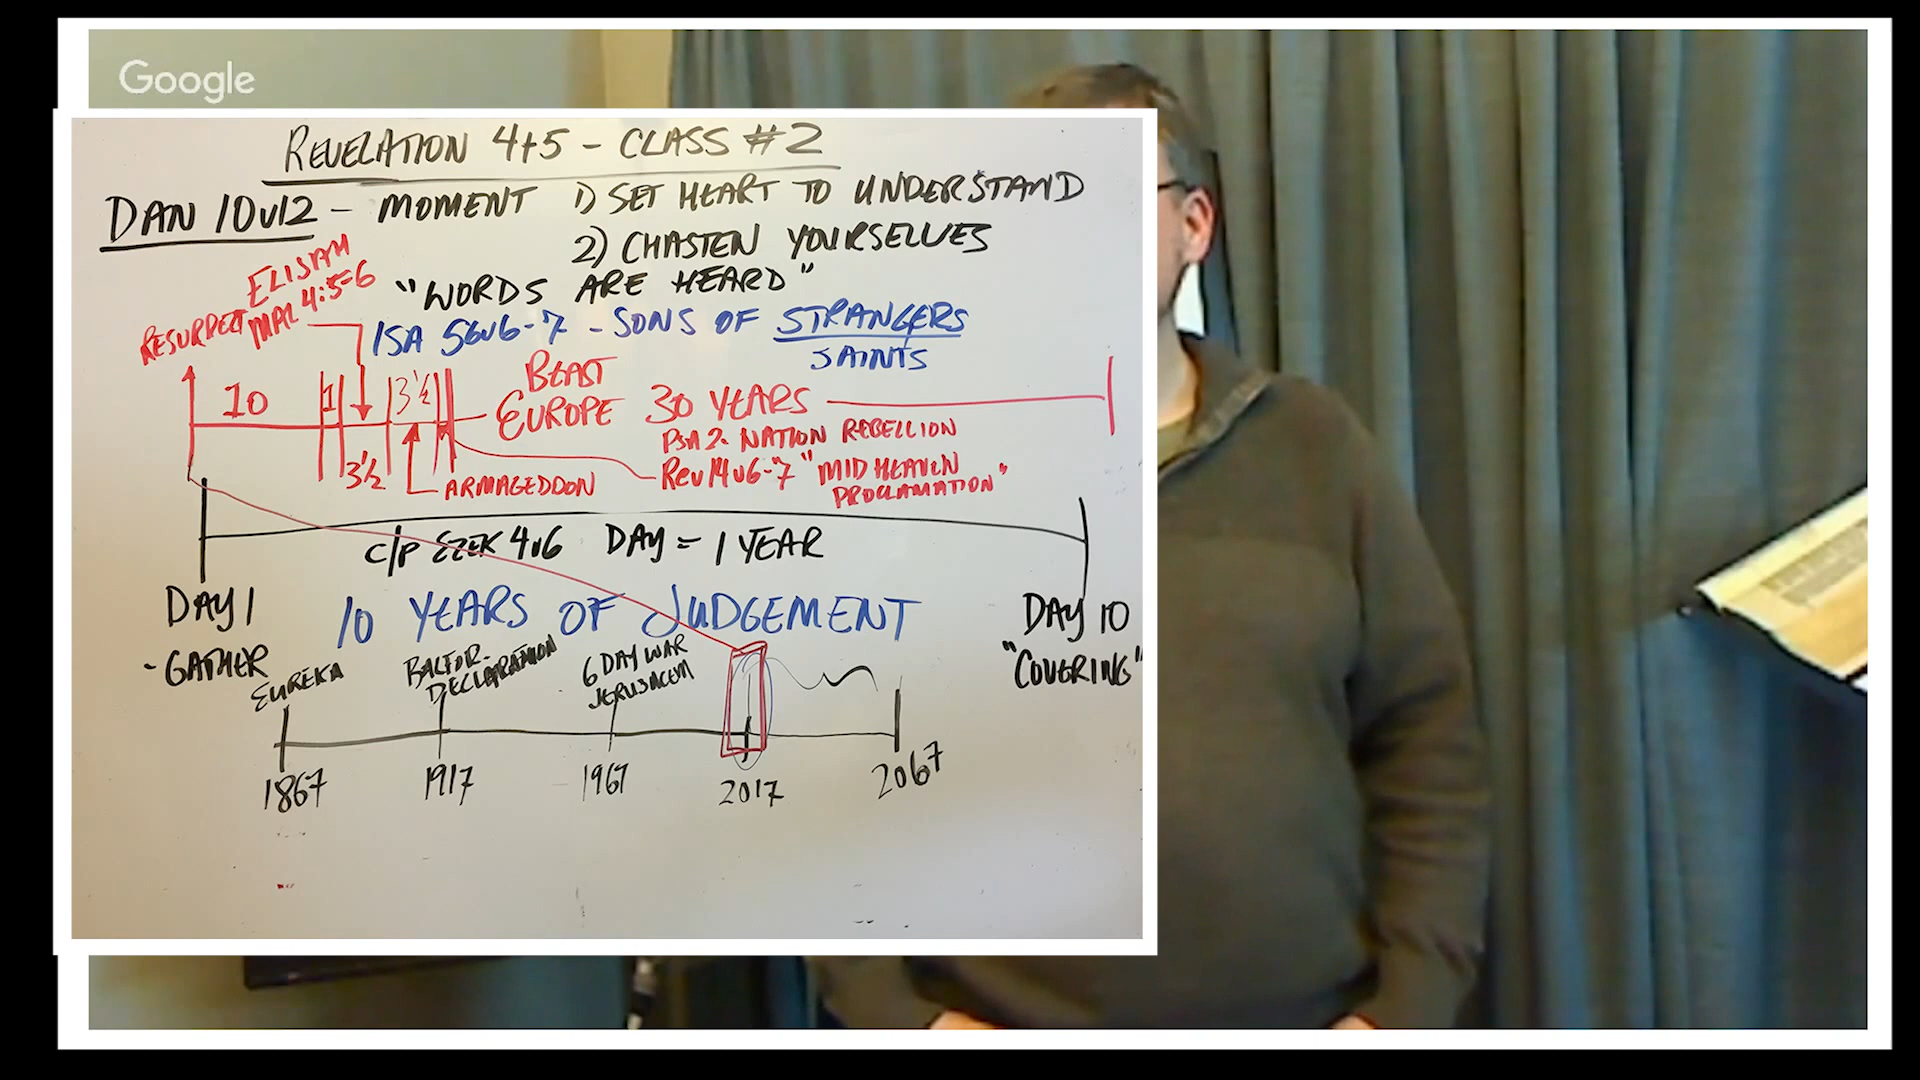 Google
REVELATION 4+5 - CLASS #2
DAN 10v12 - MOMENT 1) SET HEART TO UNDERSTAND
2) CHASTEN YOURSELVES
"WORDS ARE HEARD"
ELISAH
RESURRECT MAL 4:5-6
ISA 56v6-7 - SONS OF STRANGERS
SAINTS
10 1 3½ 3½ BEAST
EUROPE 30 YEARS
PSA 2- NATION REBELLION
ARMAGEDDON Rev 14v6-7 "MID HEAVEN
PROCLAMATION"
C/P EZEK 4v6 DAY = 1 YEAR
DAY 1 10 YEARS OF JUDGEMENT DAY 10
- GATHER "COVERING"
EUREKA BALFOR DECLARATION 6 DAY WAR JERUSALEM
1867 1917 1967 2017 2067